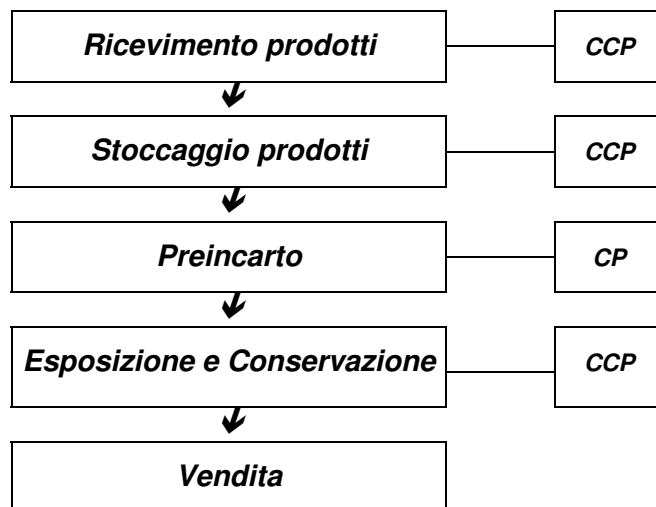 Ricevimento prodotti
CCP
Stoccaggio prodotti
CCP
Preincarto
CP
Esposizione e Conservazione
CCP
Vendita